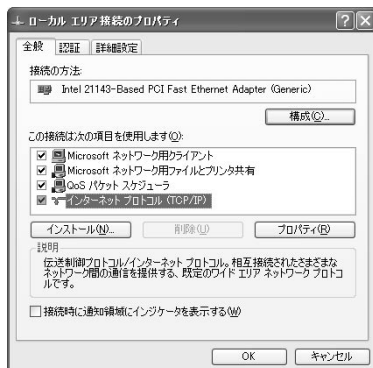 ローカル エリア接続のプロパティ
全般 認証 詳細設定
接続の方法:
Intel 21143-Based PCI Fast Ethernet Adapter (Generic)
構成(C)...
この接続は次の項目を使用します(O):
Microsoft ネットワーク用クライアント
Microsoft ネットワーク用ファイルとプリンタ共有
QoS パケット スケジューラ
インターネット プロトコル (TCP/IP)
インストール(N)... 削除(U) プロパティ(R)
説明
伝送制御プロトコル/インターネット プロトコル。相互接続されたさまざまな
ネットワーク間の通信を提供する、既定のワイド エリア ネットワーク プロトコ
ルです。
接続時に通知領域にインジケータを表示する(W)
OK キャンセル